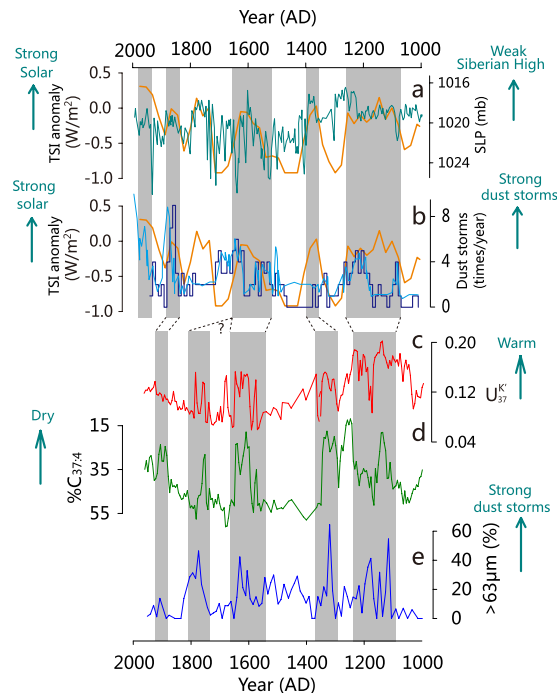 Year (AD)
2000 1800 1600 1400 1200 1000
Strong
Solar
TSI anomaly
(W/m²)
0.5
0.0
-0.5
-1.0
a
1016
1020
1024
SLP (mb)
Weak
Siberian High
Strong
solar
TSI anomaly
(W/m²)
0.5
0.0
-0.5
-1.0
b
8
4
0
Dust storms
(times/year)
Strong
dust storms
?
c
0.20
0.12
0.04
U37K'
Warm
Dry
%C37:4
15
35
55
d
Strong
dust storms
e
60
40
20
0
>63μm (%)
2000 1800 1600 1400 1200 1000
Year (AD)